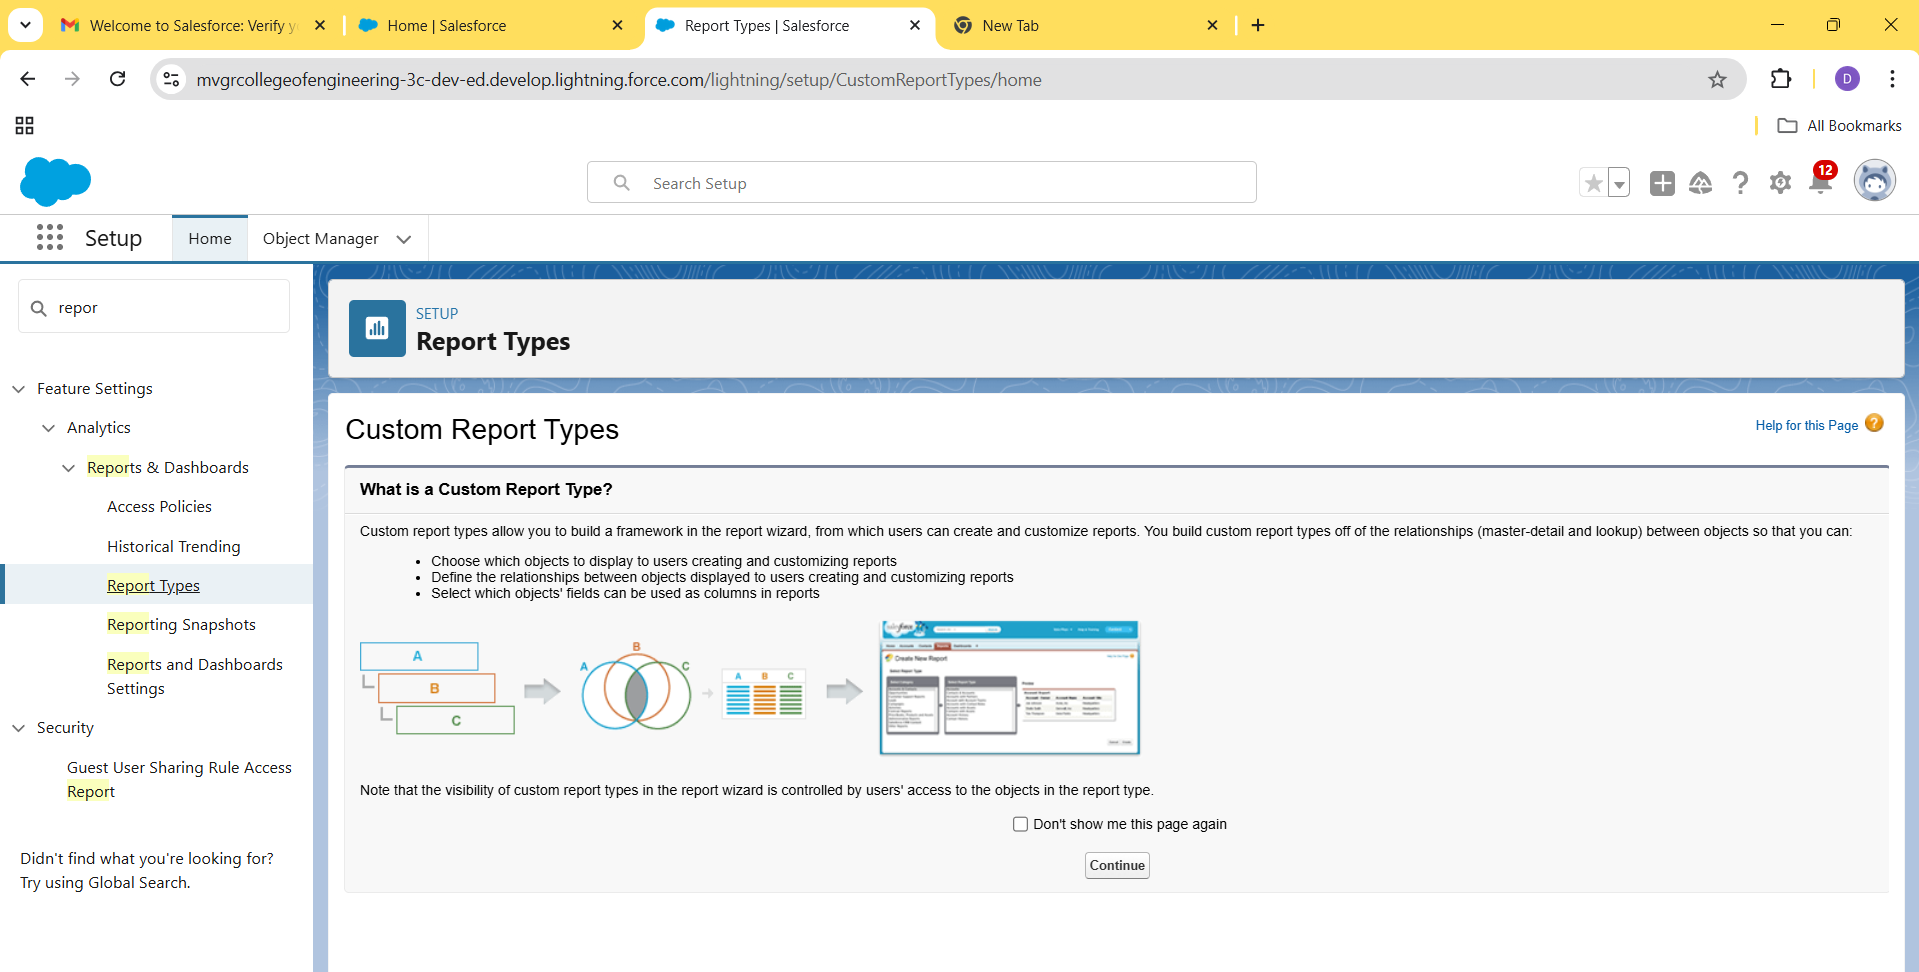 Welcome to Salesforce: Verify y
Home | Salesforce
Report Types | Salesforce
New Tab
mvgrcollegeofengineering-3c-dev-ed.develop.lightning.force.com/lightning/setup/CustomReportTypes/home
D
All Bookmarks
Search Setup
12
Setup
Home
Object Manager
repor
Feature Settings
Analytics
Reports & Dashboards
Access Policies
Historical Trending
Report Types
Reporting Snapshots
Reports and Dashboards
Settings
Security
Guest User Sharing Rule Access
Report
Didn't find what you're looking for?
Try using Global Search.
SETUP
Report Types
Custom Report Types
Help for this Page
What is a Custom Report Type?
Custom report types allow you to build a framework in the report wizard, from which users can create and customize reports. You build custom report types off of the relationships (master-detail and lookup) between objects so that you can:
• Choose which objects to display to users creating and customizing reports
• Define the relationships between objects displayed to users creating and customizing reports
• Select which objects' fields can be used as columns in reports
A
B
C
A
B
C
A B C
Create New Report
Note that the visibility of custom report types in the report wizard is controlled by users' access to the objects in the report type.
Don't show me this page again
Continue